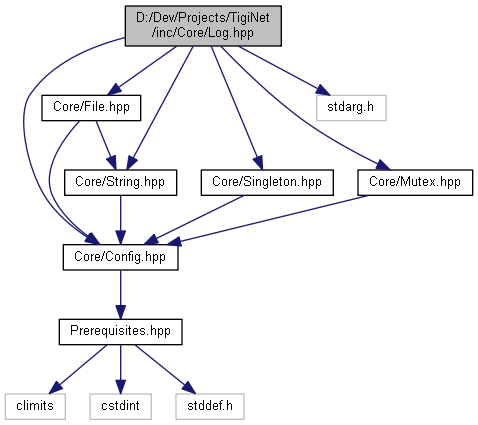 D:/Dev/Projects/TigiNet
/inc/Core/Log.hpp
Core/File.hpp
stdarg.h
Core/String.hpp
Core/Singleton.hpp
Core/Mutex.hpp
Core/Config.hpp
Prerequisites.hpp
climits
cstdint
stddef.h